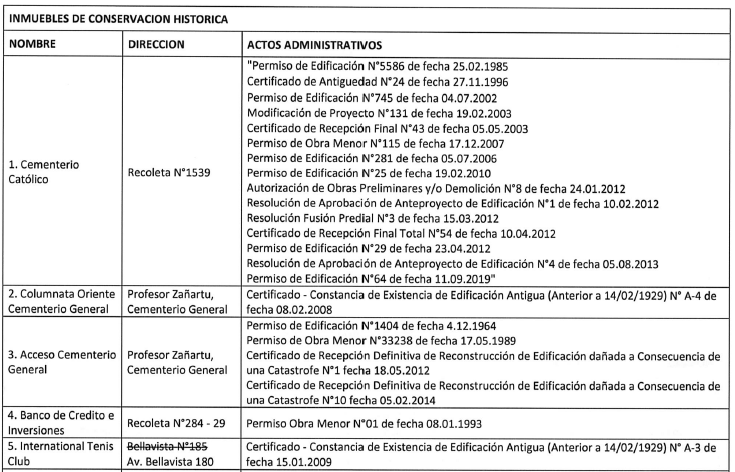 INMUEBLES DE CONSERVACION HISTORICA
NOMBRE DIRECCION ACTOS ADMINISTRATIVOS
1. Cementerio
Católico
Recoleta N°1539
"Permiso de Edificación N°5586 de fecha 25.02.1985
Certificado de Antiguedad N°24 de fecha 27.11.1996
Permiso de Edificación N°745 de fecha 04.07.2002
Modificación de Proyecto N°131 de fecha 19.02.2003
Certificado de Recepción Final N°43 de fecha 05.05.2003
Permiso de Obra Menor N°115 de fecha 17.12.2007
Permiso de Edificación N°281 de fecha 05.07.2006
Permiso de Edificación N°25 de fecha 19.02.2010
Autorización de Obras Preliminares y/o Demolición N°8 de fecha 24.01.2012
Resolución de Aprobación de Anteproyecto de Edificación N°1 de fecha 10.02.2012
Resolución Fusión Predial N°3 de fecha 15.03.2012
Certificado de Recepción Final Total N°54 de fecha 10.04.2012
Permiso de Edificación N°29 de fecha 23.04.2012
Resolución de Aprobación de Anteproyecto de Edificación N°4 de fecha 05.08.2013
Permiso de Edificación N°64 de fecha 11.09.2019"
2. Columnata Oriente
Cementerio General
Profesor Zañartu,
Cementerio General
Certificado - Constancia de Existencia de Edificación Antigua (Anterior a 14/02/1929) N° A-4 de
fecha 08.02.2008
3. Acceso Cementerio
General
Profesor Zañartu,
Cementerio General
Permiso de Edificación N°1404 de fecha 4.12.1964
Permiso de Obra Menor N°33238 de fecha 17.05.1989
Certificado de Recepción Definitiva de Reconstrucción de Edificación dañada a Consecuencia de
una Catastrofe N°1 fecha 18.05.2012
Certificado de Recepción Definitiva de Reconstrucción de Edificación dañada a Consecuencia de
una Catastrofe N°10 fecha 05.02.2014
4. Banco de Credito e
Inversiones
Recoleta N°284 - 29
Permiso Obra Menor N°01 de fecha 08.01.1993
5. International Tenis
Club
Bellavista N°185
Av. Bellavista 180
Certificado - Constancia de Existencia de Edificación Antigua (Anterior a 14/02/1929) N° A-3 de
fecha 15.01.2009